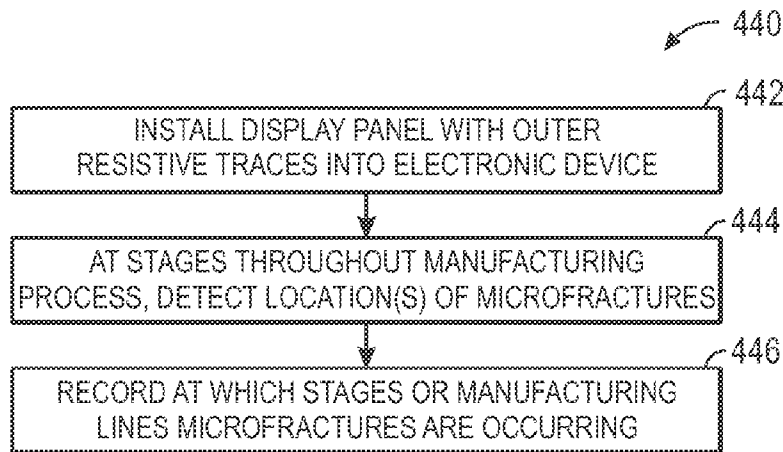 440
442
INSTALL DISPLAY PANEL WITH OUTER
RESISTIVE TRACES INTO ELECTRONIC DEVICE
444
AT STAGES THROUGHOUT MANUFACTURING
PROCESS, DETECT LOCATION(S) OF MICROFRACTURES
446
RECORD AT WHICH STAGES OR MANUFACTURING
LINES MICROFRACTURES ARE OCCURRING